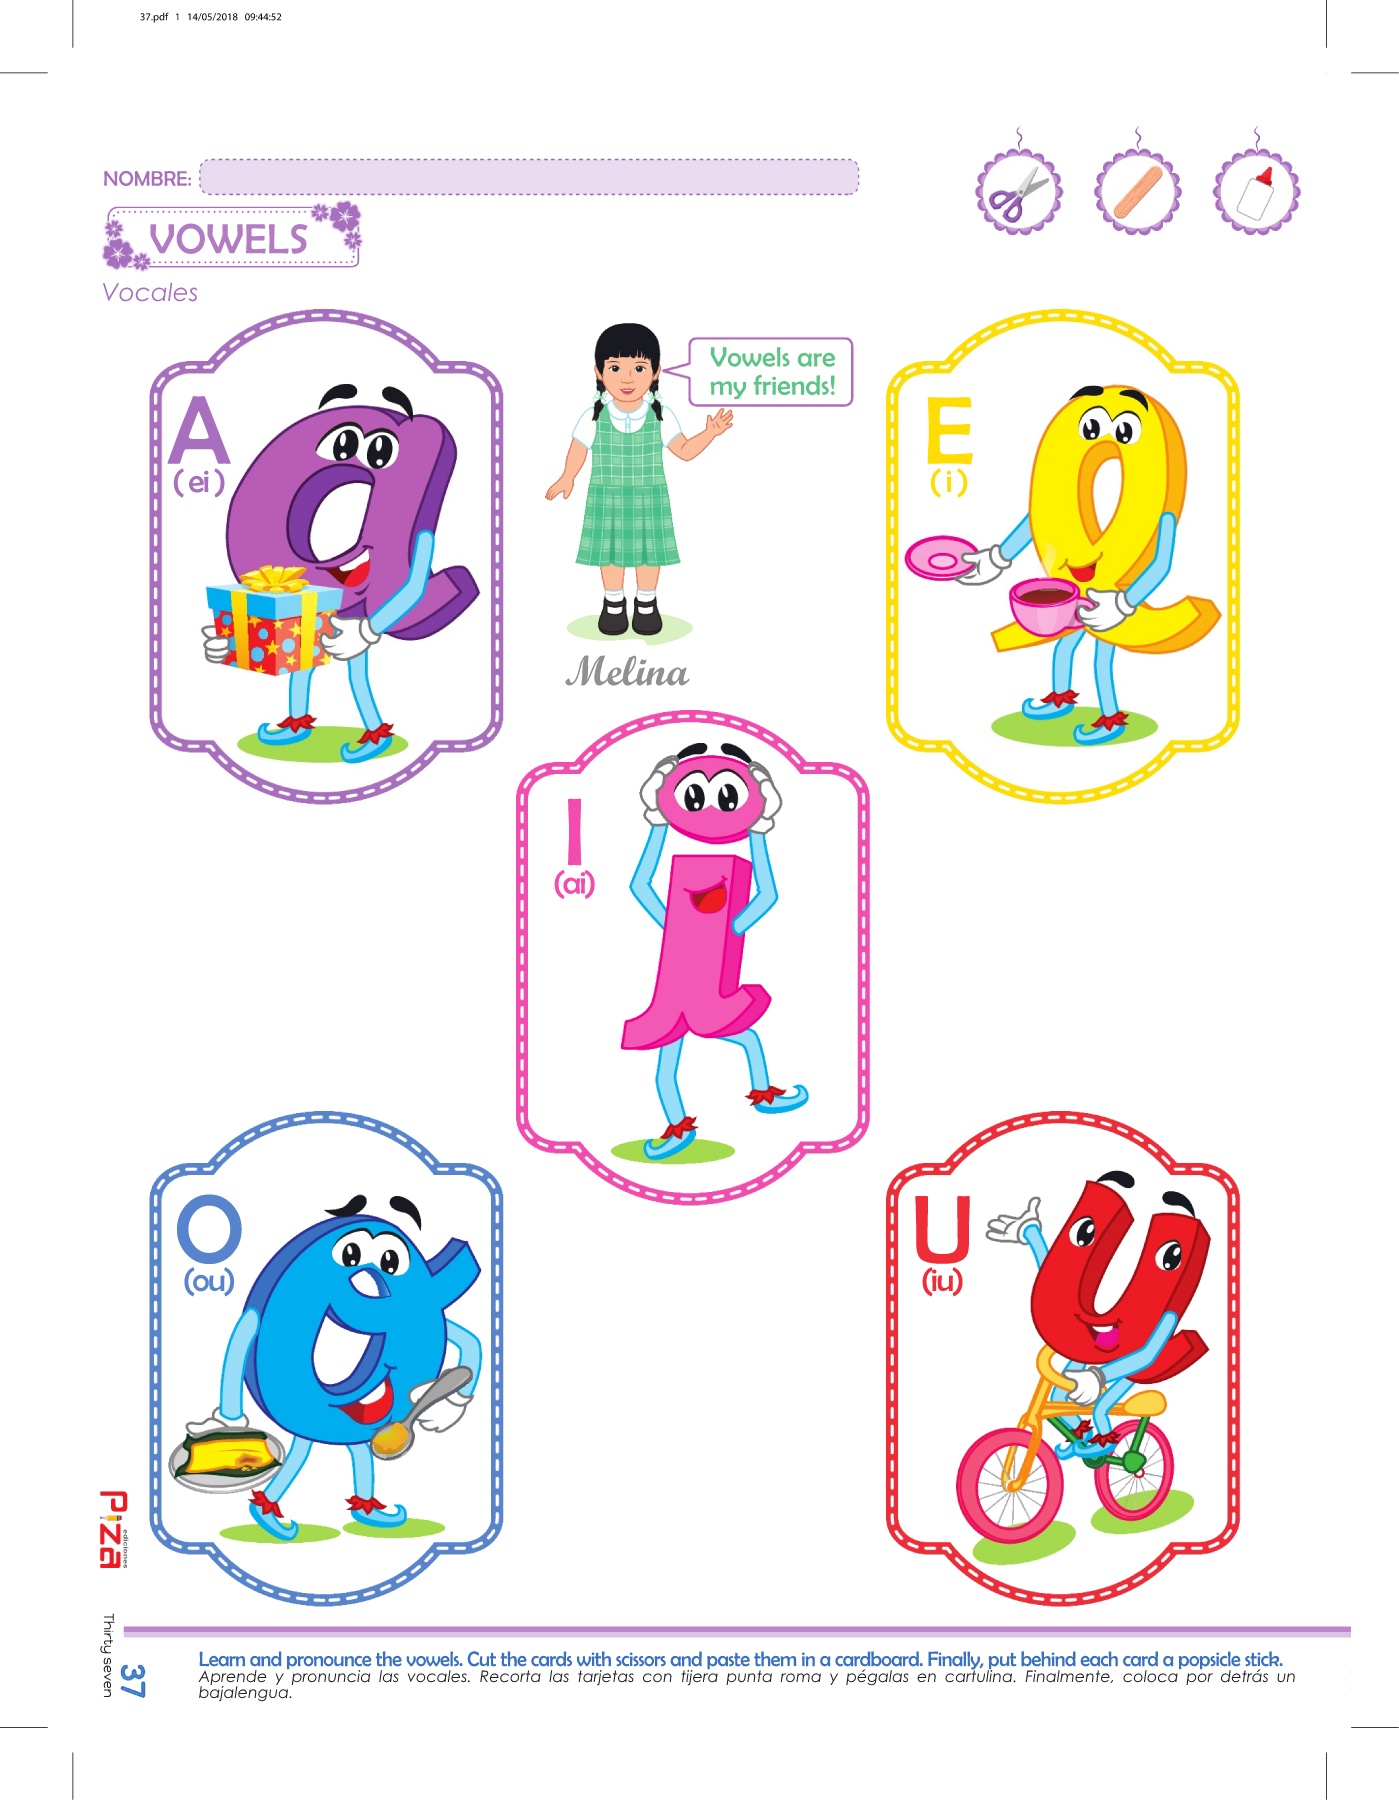 37.pdf 1 14/05/2018 09:44:52
NOMBRE:
VOWELS
Vocales
A
(ei)
Vowels are
my friends!
Melina
E
(i)
I
(ai)
O
(ou)
U
(iu)
Piza
ediciones
Thirty seven
37
Learn and pronounce the vowels. Cut the cards with scissors and paste them in a cardboard. Finally, put behind each card a popsicle stick.
Aprende y pronuncia las vocales. Recorta las tarjetas con tijera punta roma y pégalas en cartulina. Finalmente, coloca por detrás un
bajalengua.